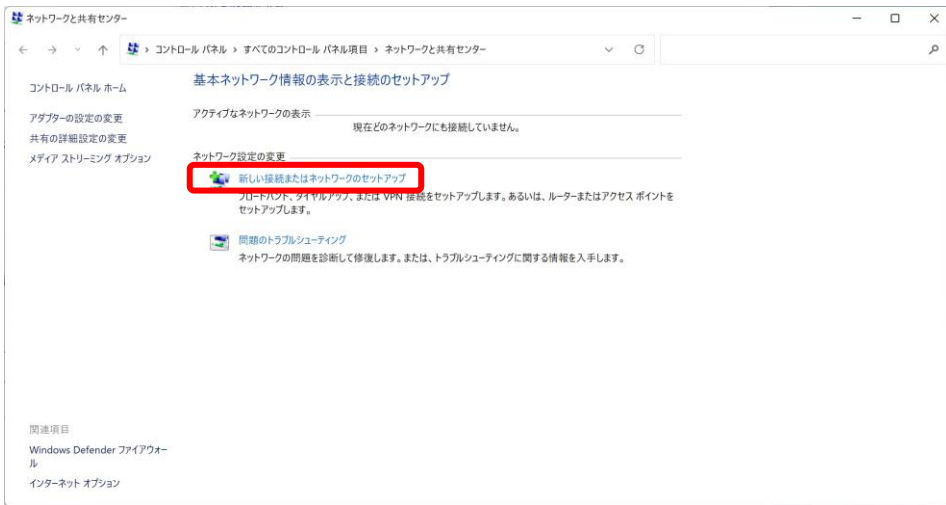 ネットワークと共有センター
コントロール パネル › すべてのコントロール パネル項目 › ネットワークと共有センター
コントロール パネル ホーム
アダプターの設定の変更
共有の詳細設定の変更
メディア ストリーミング オプション
基本ネットワーク情報の表示と接続のセットアップ
アクティブなネットワークの表示
現在どのネットワークにも接続していません。
ネットワーク設定の変更
新しい接続またはネットワークのセットアップ
ブロードバンド、ダイヤルアップ、または VPN 接続をセットアップします。あるいは、ルーターまたはアクセス ポイントを
セットアップします。
問題のトラブルシューティング
ネットワークの問題を診断して修復します。または、トラブルシューティングに関する情報を入手します。
関連項目
Windows Defender ファイアウォー
ル
インターネット オプション